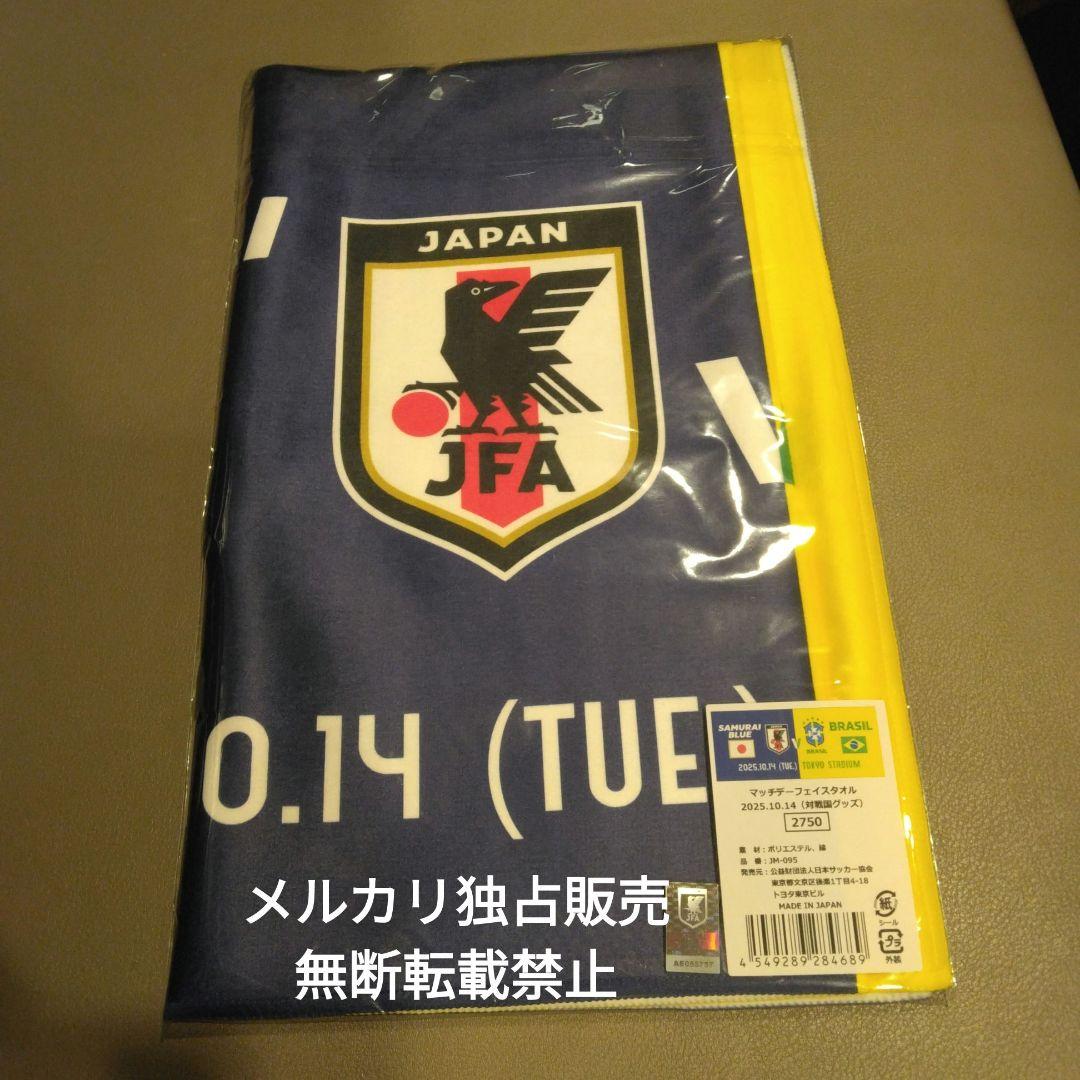 JAPAN
JFA
0.14 (TUE.)
SAMURAI
BLUE
JAPAN
V
BRASIL
BRASIL
2025.10.14 (TUE.) TOKYO STADIUM
マッチデーフェイスタオル
2025.10.14（対戦国グッズ）
2750
素 材：ポリエステル、綿
品 番：JM-095
発売元：公益財団法人日本サッカー協会
東京都文京区後楽1丁目4-18
トヨタ東京ビル
MADE IN JAPAN
紙
シール
プラ
外装
4 549289 284689
JFA
メルカリ独占販売
無断転載禁止